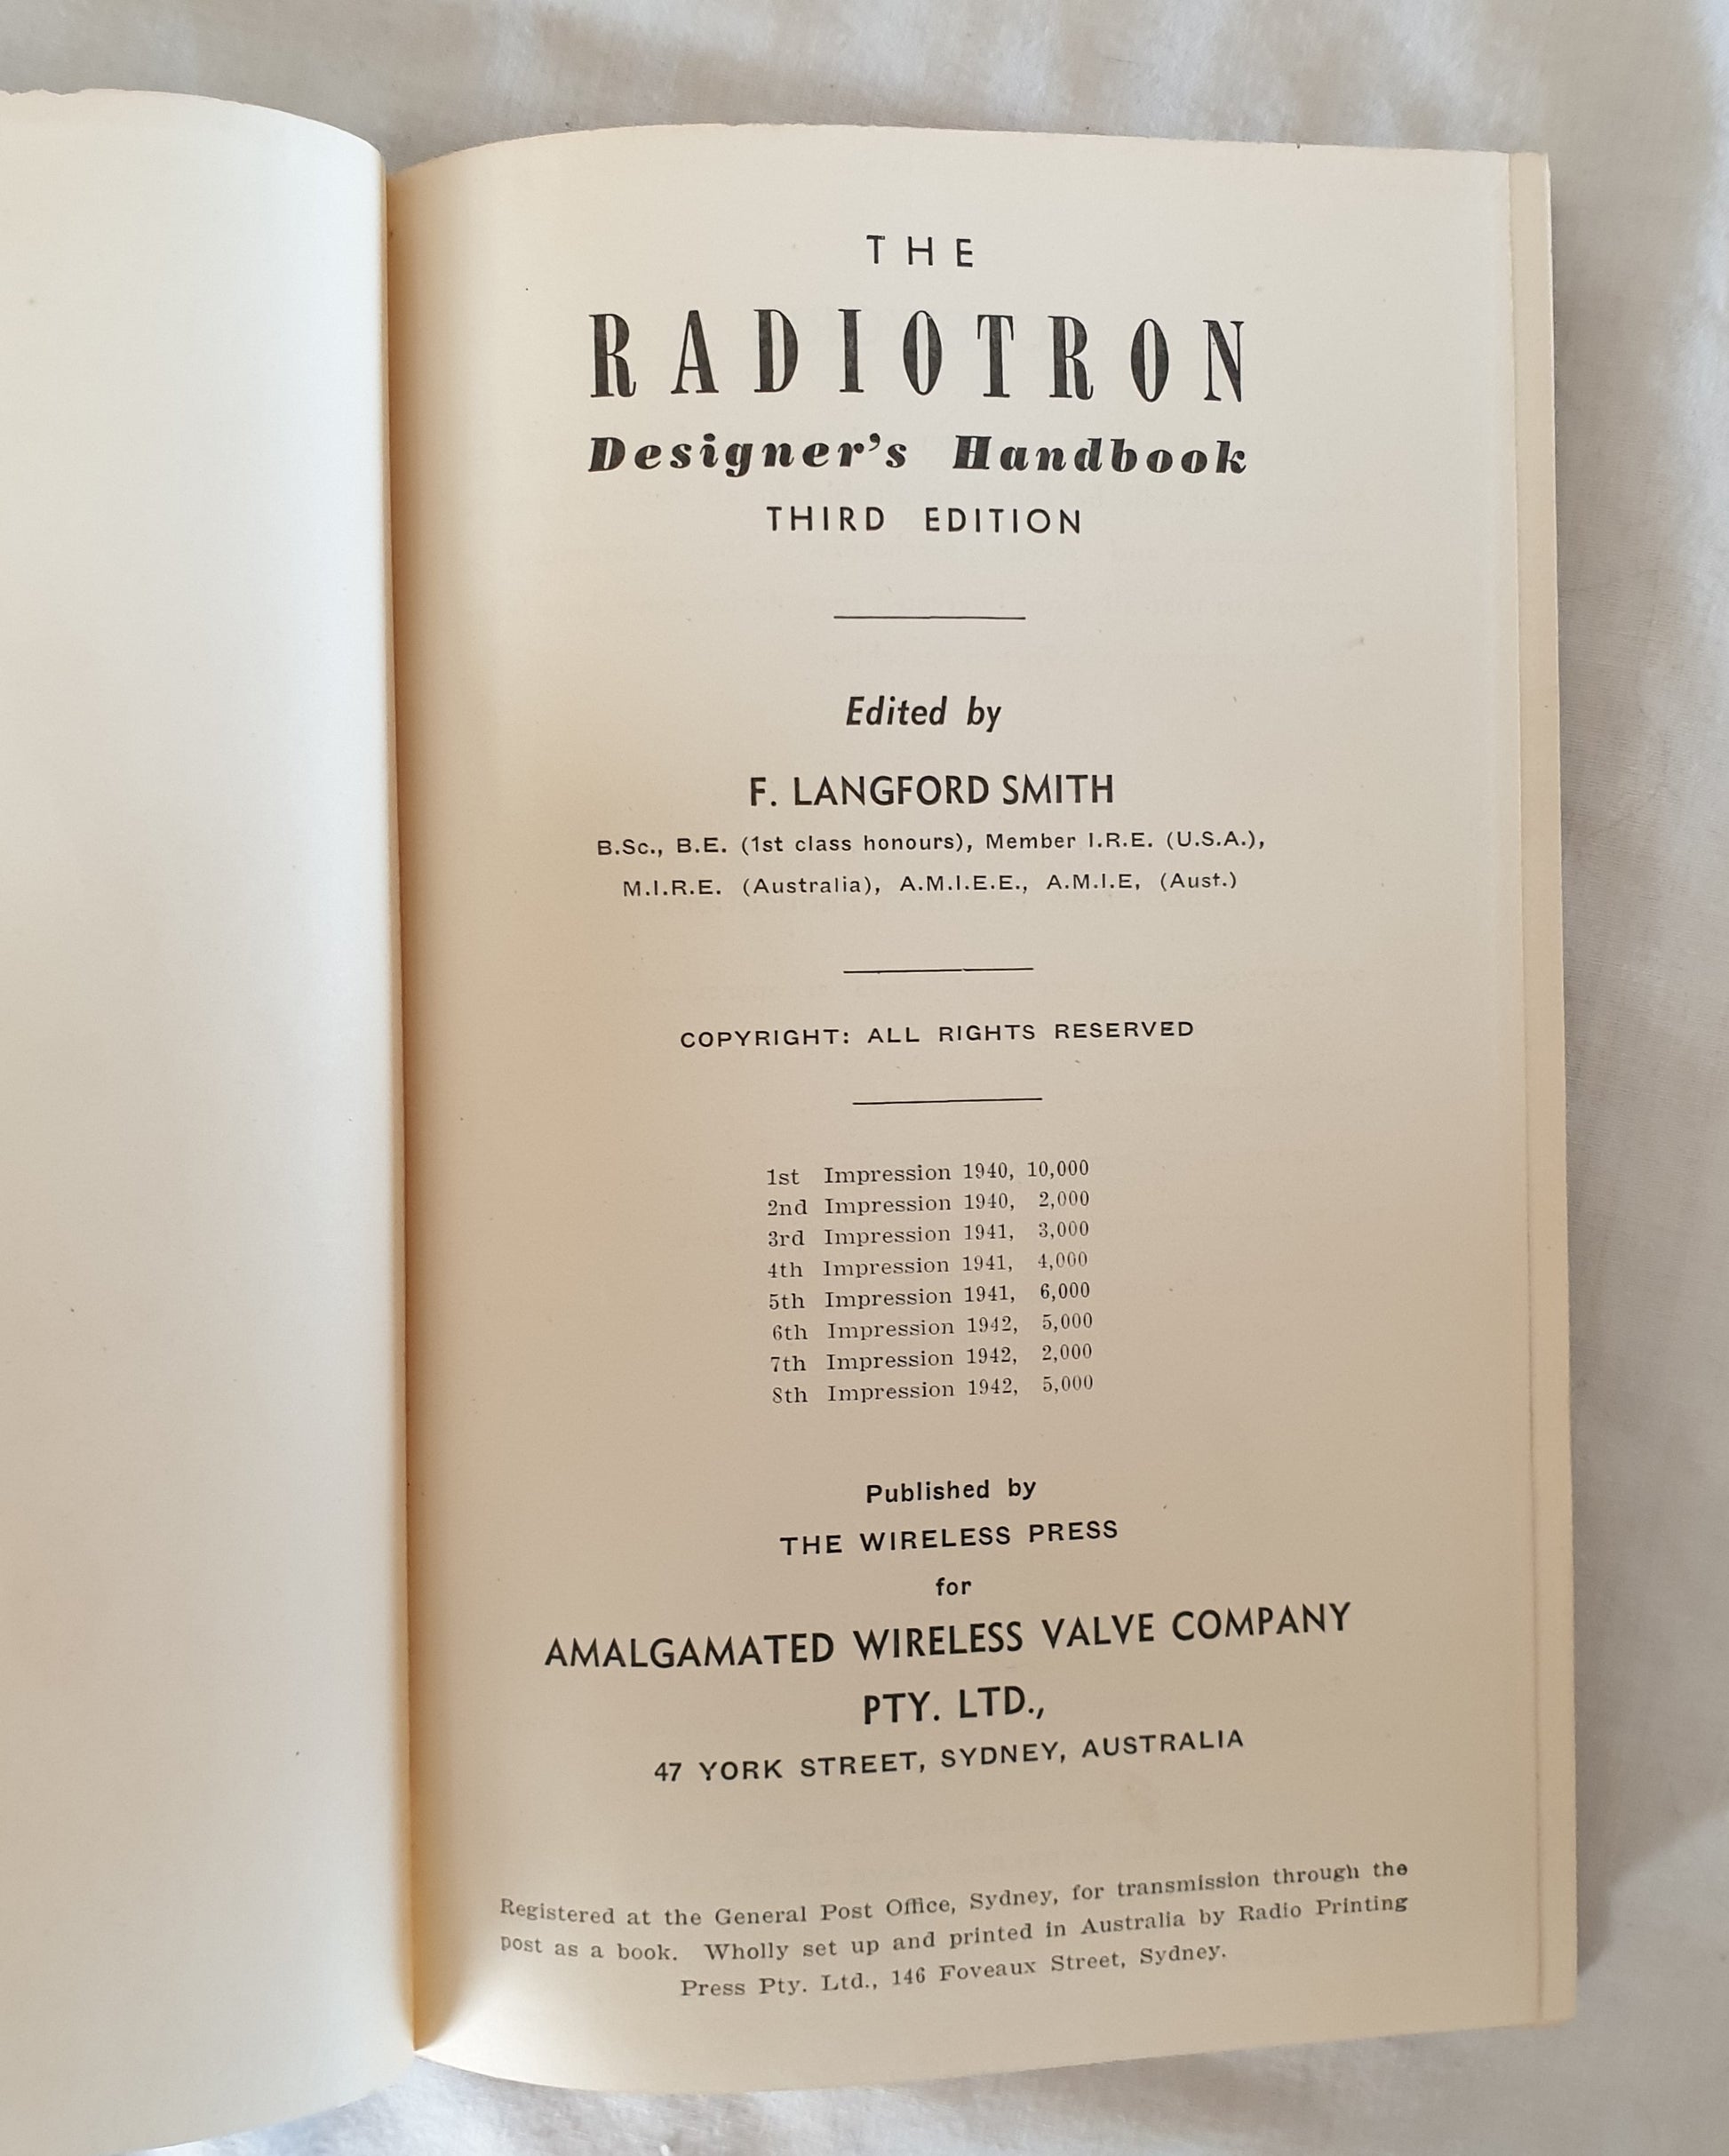 THE
RADIOTRON
Designer's Handbook
THIRD EDITION
Edited by
F. LANGFORD SMITH
B.Sc., B.E. (1st class honours), Member I.R.E. (U.S.A.),
M.I.R.E. (Australia), A.M.I.E.E., A.M.I.E, (Aust.)
COPYRIGHT: ALL RIGHTS RESERVED
1st Impression 1940, 10,000
2nd Impression 1940, 2,000
3rd Impression 1941, 3,000
4th Impression 1941, 4,000
5th Impression 1941, 6,000
6th Impression 1942, 5,000
7th Impression 1942, 2,000
8th Impression 1942, 5,000
Published by
THE WIRELESS PRESS
for
AMALGAMATED WIRELESS VALVE COMPANY
PTY. LTD.,
47 YORK STREET, SYDNEY, AUSTRALIA
Registered at the General Post Office, Sydney, for transmission through the
post as a book. Wholly set up and printed in Australia by Radio Printing
Press Pty. Ltd., 146 Foveaux Street, Sydney.